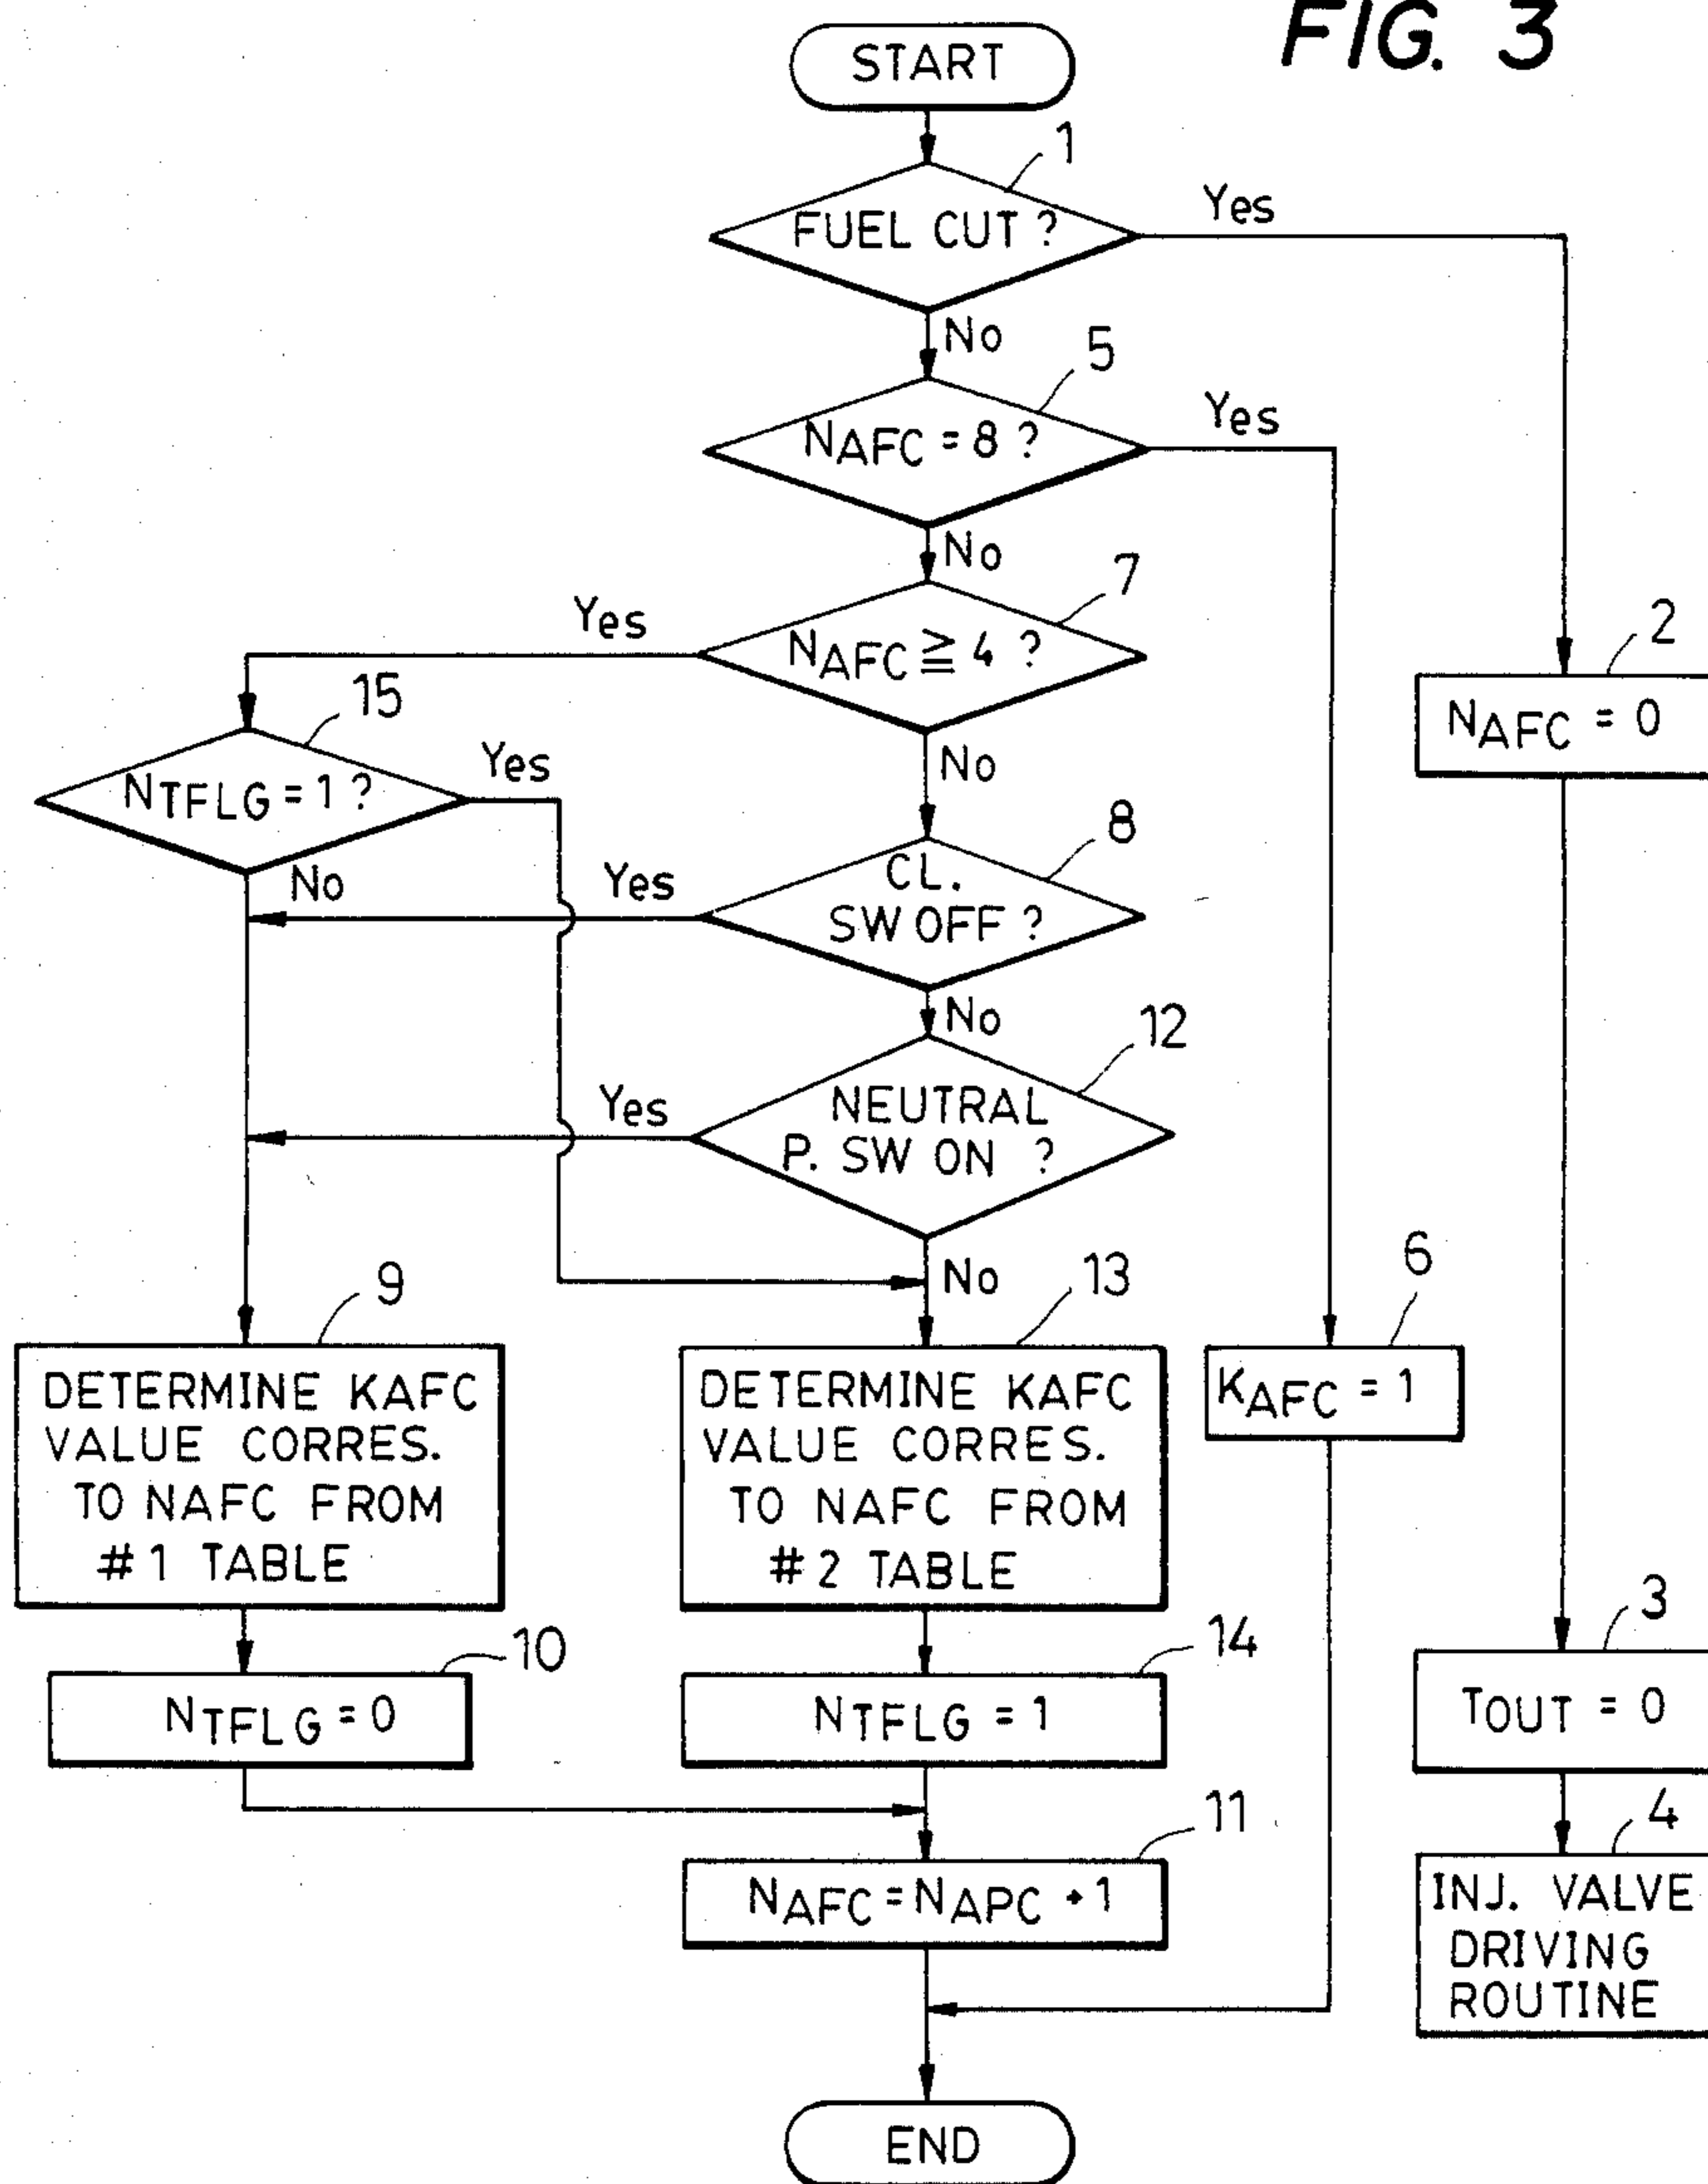 FIG. 3
START
1
FUEL CUT ?
Yes
No
5
NAFC = 8 ?
Yes
No
7
Yes
NAFC ≧ 4 ?
No
2
NAFC = 0
15
NTFLG = 1 ?
Yes
No
8
Yes
CL.
SW OFF ?
No
12
Yes
NEUTRAL
P. SW ON ?
No
9
DETERMINE KAFC
VALUE CORRES.
TO NAFC FROM
#1 TABLE
13
DETERMINE KAFC
VALUE CORRES.
TO NAFC FROM
#2 TABLE
6
KAFC = 1
10
NTFLG = 0
14
NTFLG = 1
3
TOUT = 0
11
NAFC = NAPC + 1
4
INJ. VALVE
DRIVING
ROUTINE
END